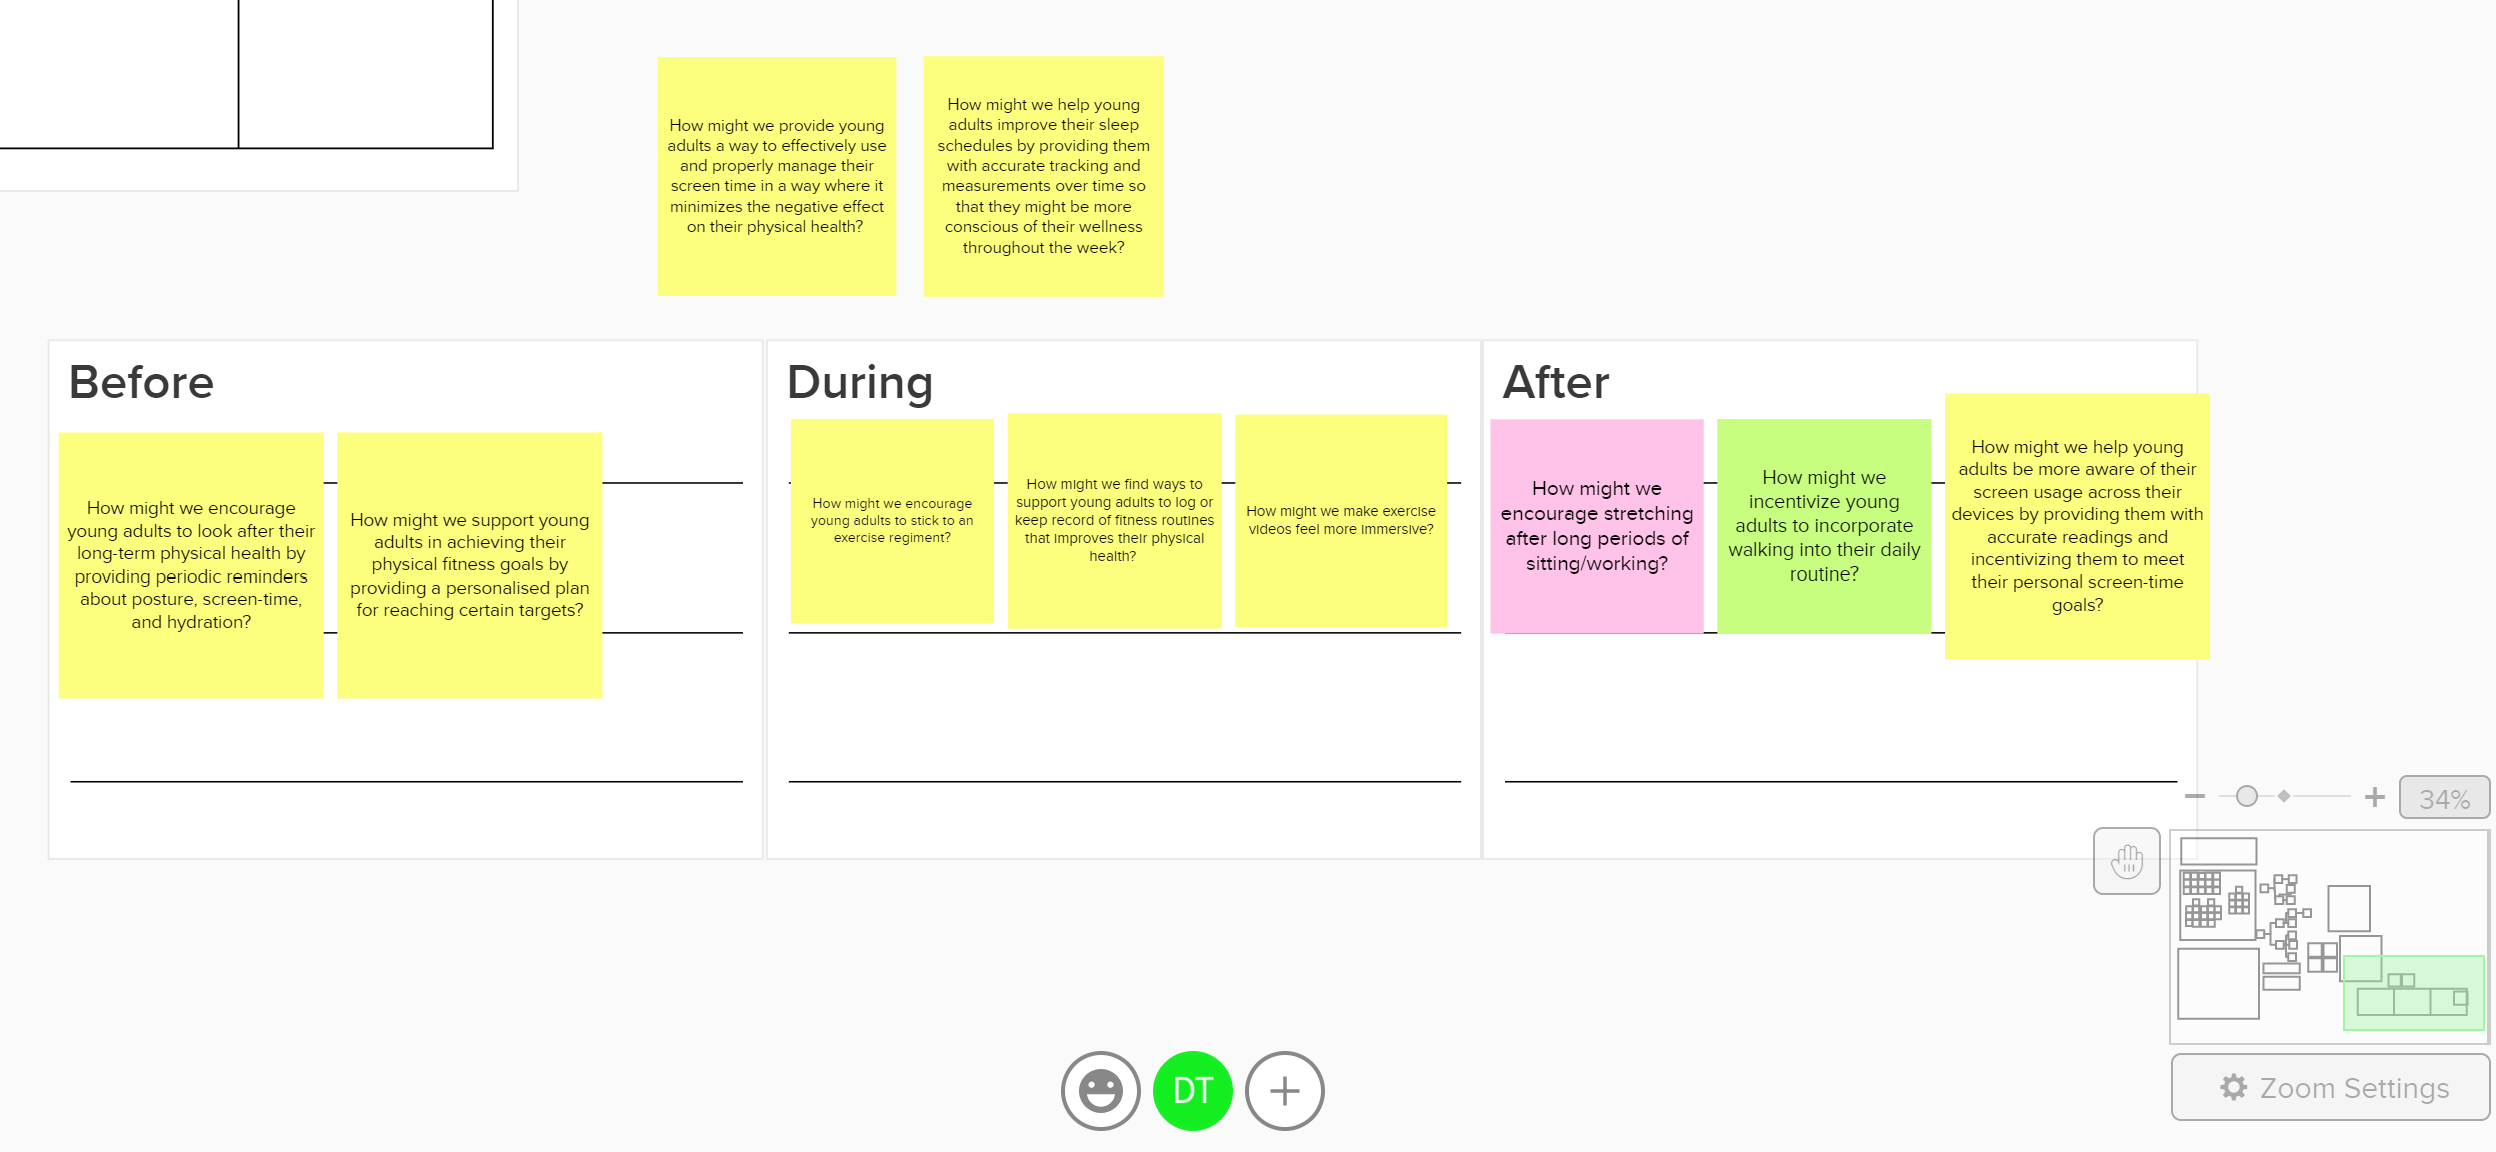 How might we provide young
adults a way to effectively use
and properly manage their
screen time in a way where it
minimizes the negative effect
on their physical health?
How might we help young
adults improve their sleep
schedules by providing them
with accurate tracking and
measurements over time so
that they might be more
conscious of their wellness
throughout the week?
Before
How might we encourage
young adults to look after their
long-term physical health by
providing periodic reminders
about posture, screen-time,
and hydration?
How might we support young
adults in achieving their
physical fitness goals by
providing a personalised plan
for reaching certain targets?
During
How might we encourage
young adults to stick to an
exercise regiment?
How might we find ways to
support young adults to log or
keep record of fitness routines
that improves their physical
health?
How might we make exercise
videos feel more immersive?
After
How might we
encourage stretching
after long periods of
sitting/working?
How might we
incentivize young
adults to incorporate
walking into their daily
routine?
How might we help young
adults be more aware of their
screen usage across their
devices by providing them with
accurate readings and
incentivizing them to meet
their personal screen-time
goals?
34%
DT
Zoom Settings